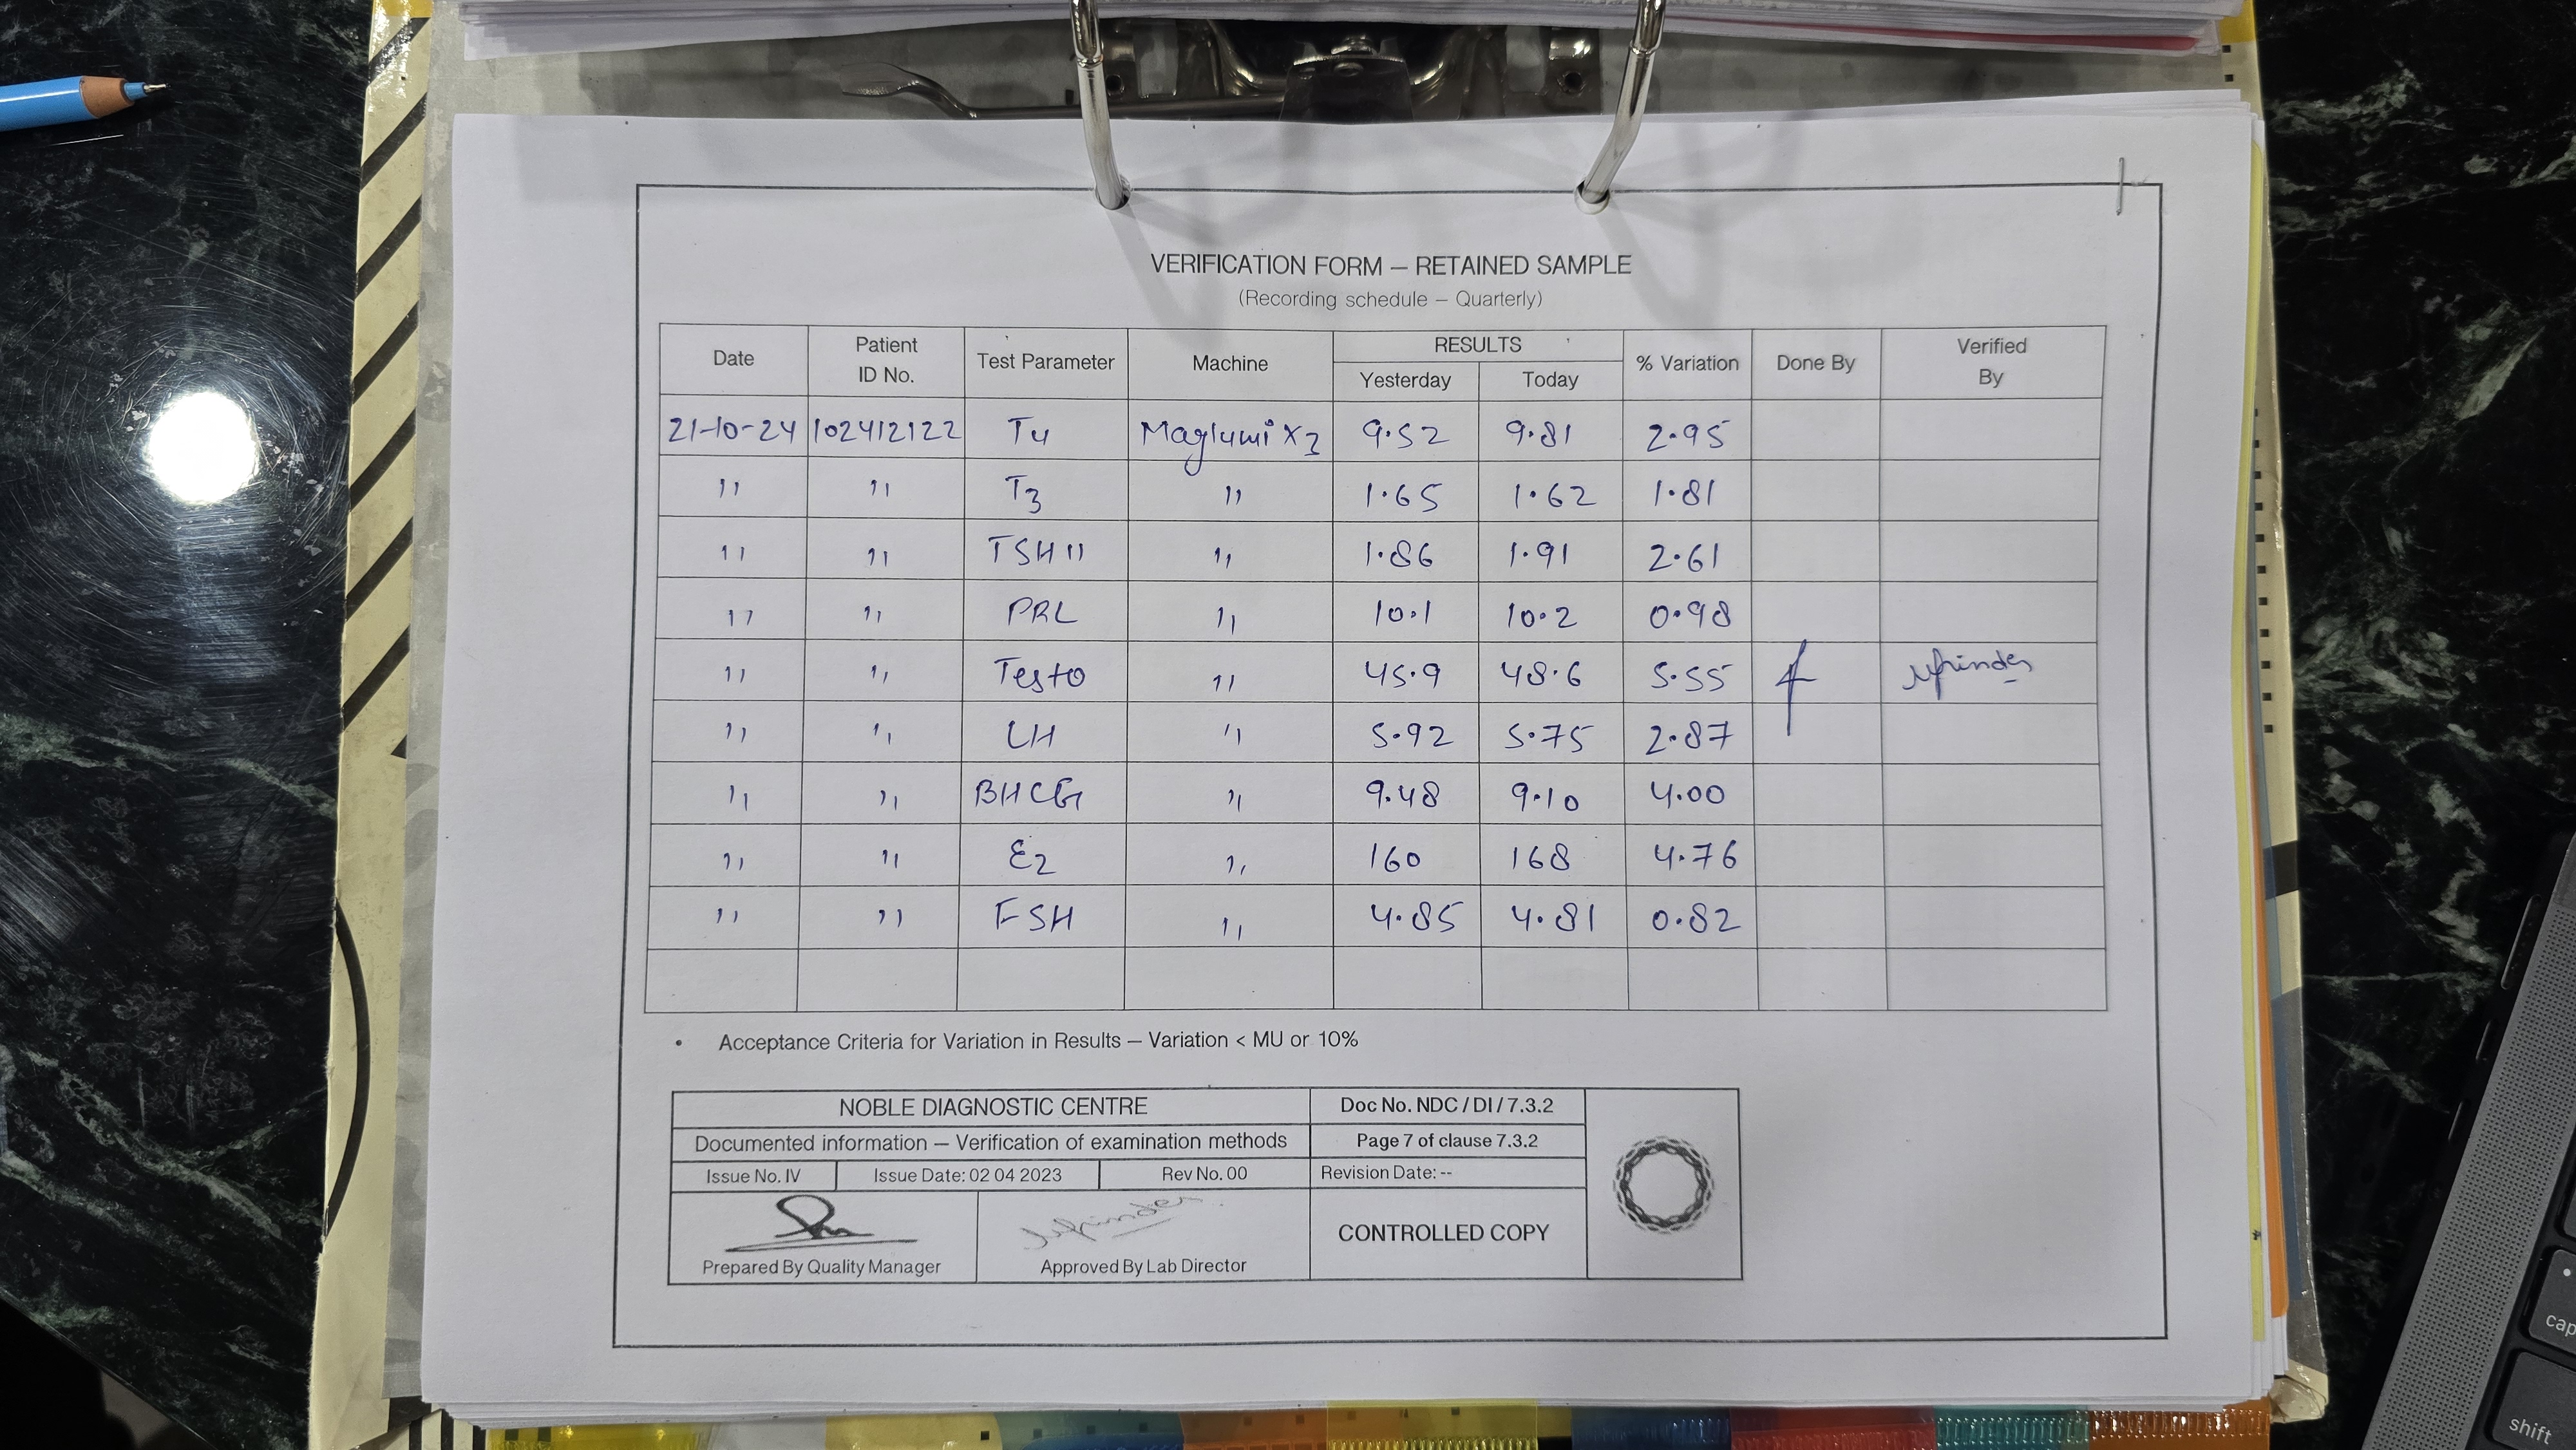 VERIFICATION FORM – RETAINED SAMPLE
(Recording schedule – Quarterly)
Date Patient ID No. Test Parameter Machine RESULTS Yesterday Today % Variation Done By Verified By
21-10-24 102412122 T4 Maglumi X2 9.52 9.81 2.95
,, ,, T3 ,, 1.65 1.62 1.81
,, ,, TSH II ,, 1.86 1.91 2.61
,, ,, PRL ,, 10.1 10.2 0.98
,, ,, Testo ,, 45.9 48.6 5.55
,, ,, LH ,, 5.92 5.75 2.87
,, ,, BHCG ,, 9.48 9.10 4.00
,, ,, E2 ,, 160 168 4.76
,, ,, FSH ,, 4.85 4.81 0.82
• Acceptance Criteria for Variation in Results – Variation < MU or 10%
NOBLE DIAGNOSTIC CENTRE Doc No. NDC / DI / 7.3.2
Documented information – Verification of examination methods Page 7 of clause 7.3.2
Issue No. IV Issue Date: 02 04 2023 Rev No. 00 Revision Date: --
CONTROLLED COPY
Prepared By Quality Manager Approved By Lab Director
shift
cap